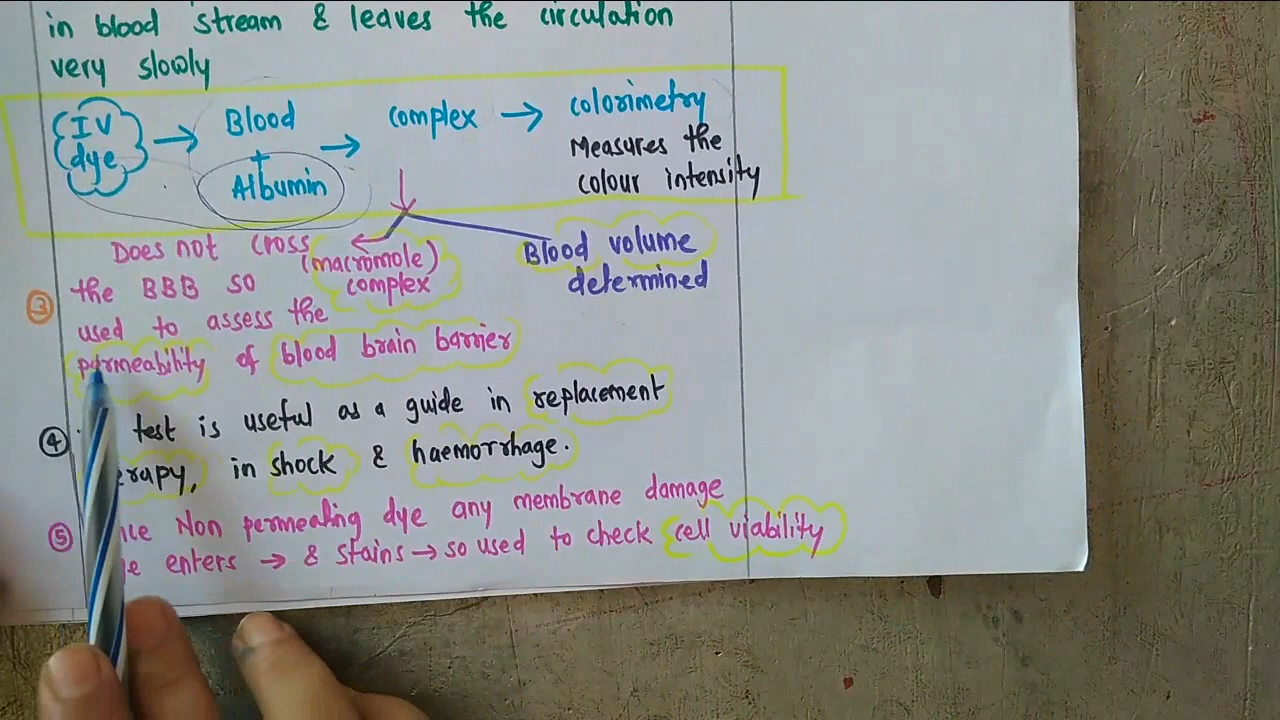 in blood stream & leaves the circulation
very slowly
IV dye → Blood + Albumin → complex → colorimetry
Measures the
colour intensity
Does not cross (macromole)
the BBB so complex
③ used to assess the
permeability of blood brain barrier
Blood volume
determined
④ test is useful as a guide in replacement
in shock & haemorrhage.
⑤ Non permeating dye any membrane damage
enters → & stains → so used to check cell viability